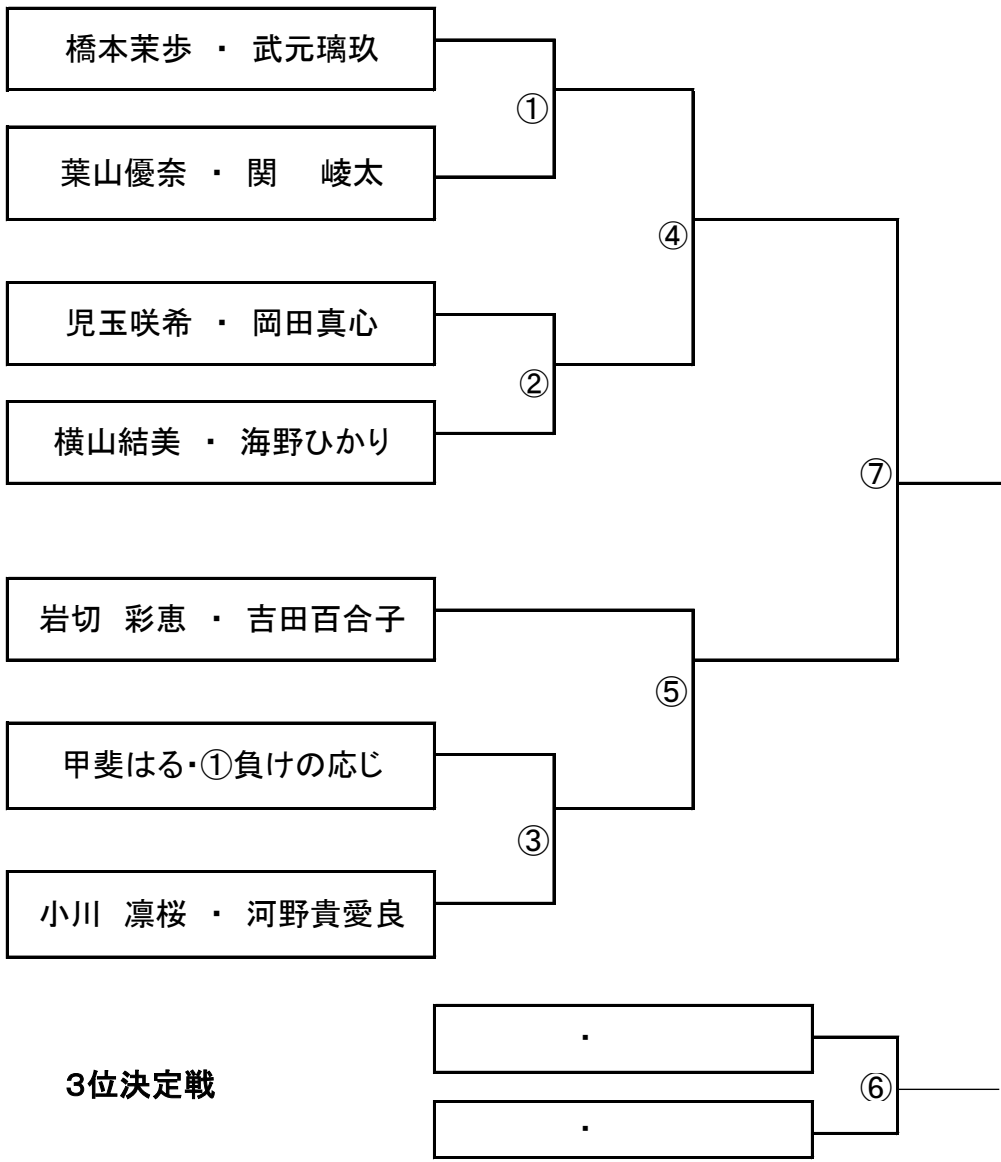 橋本茉歩 ・ 武元璃玖
①
葉山優奈 ・ 関　崚太
④
児玉咲希 ・ 岡田真心
②
横山結美 ・ 海野ひかり
⑦
岩切　彩恵 ・ 吉田百合子
⑤
甲斐はる・①負けの応じ
③
小川　凛桜 ・ 河野貴愛良
・
3位決定戦
⑥
・